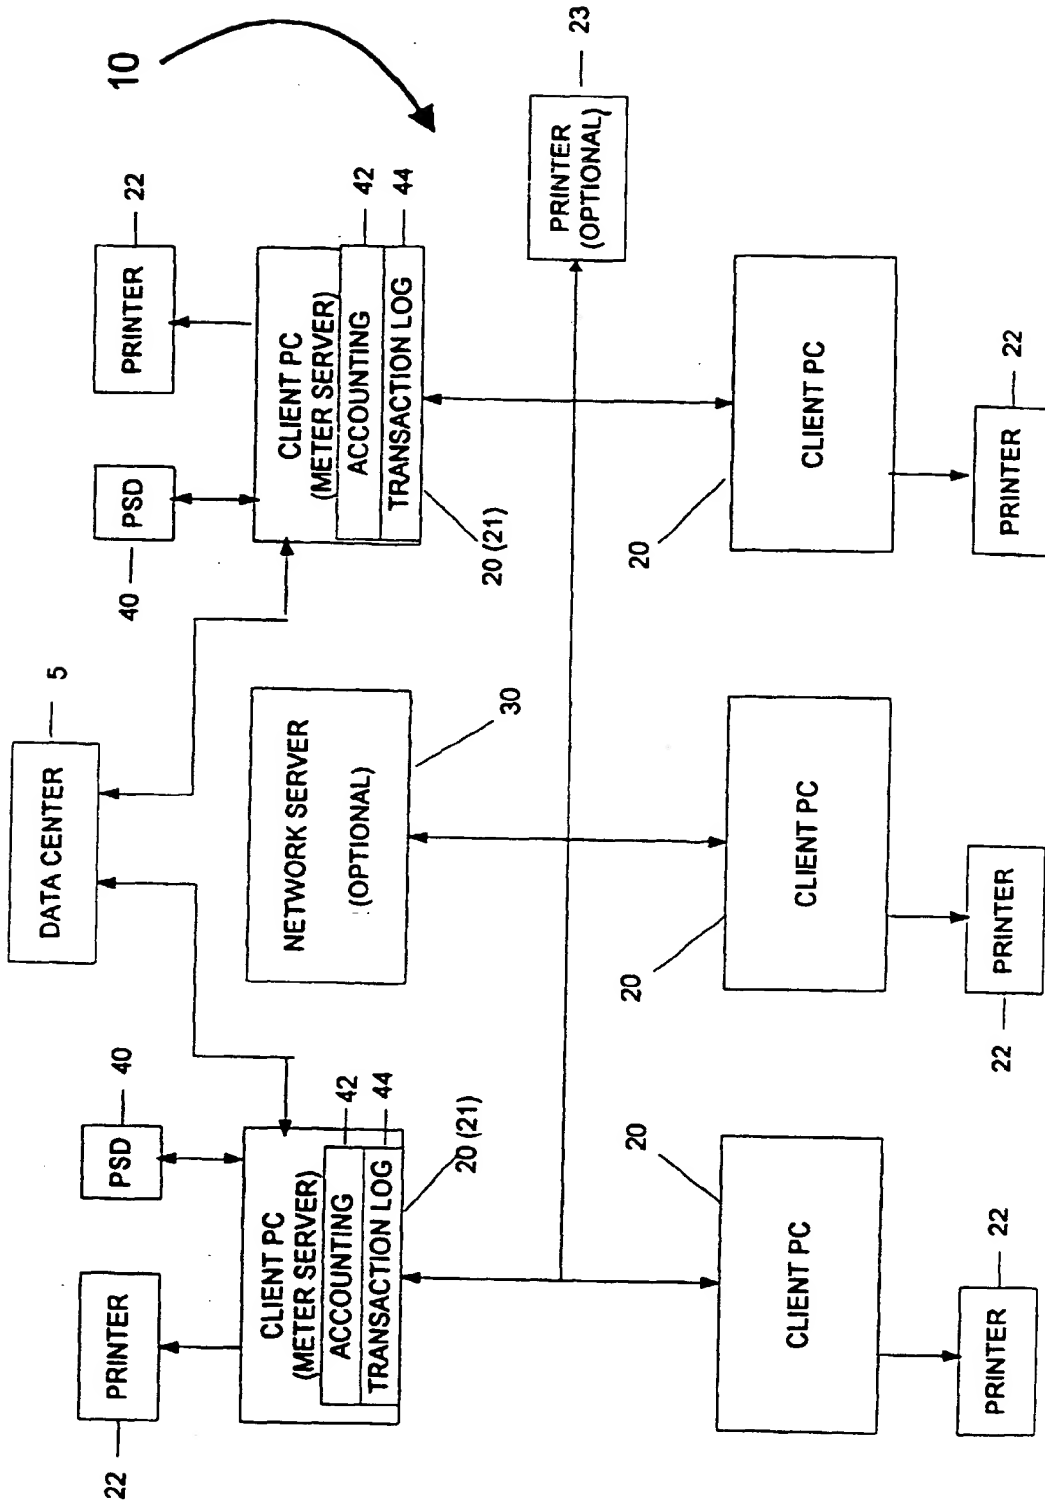 10
DATA CENTER
5
22
PRINTER
PSD
40
40
PSD
PRINTER
22
CLIENT PC
(METER SERVER)
ACCOUNTING
42
TRANSACTION LOG
44
20 (21)
NETWORK SERVER
(OPTIONAL)
30
CLIENT PC
(METER SERVER)
ACCOUNTING
42
TRANSACTION LOG
44
20 (21)
PRINTER
(OPTIONAL)
23
20
CLIENT PC
20
CLIENT PC
20
CLIENT PC
PRINTER
22
22
PRINTER
PRINTER
22